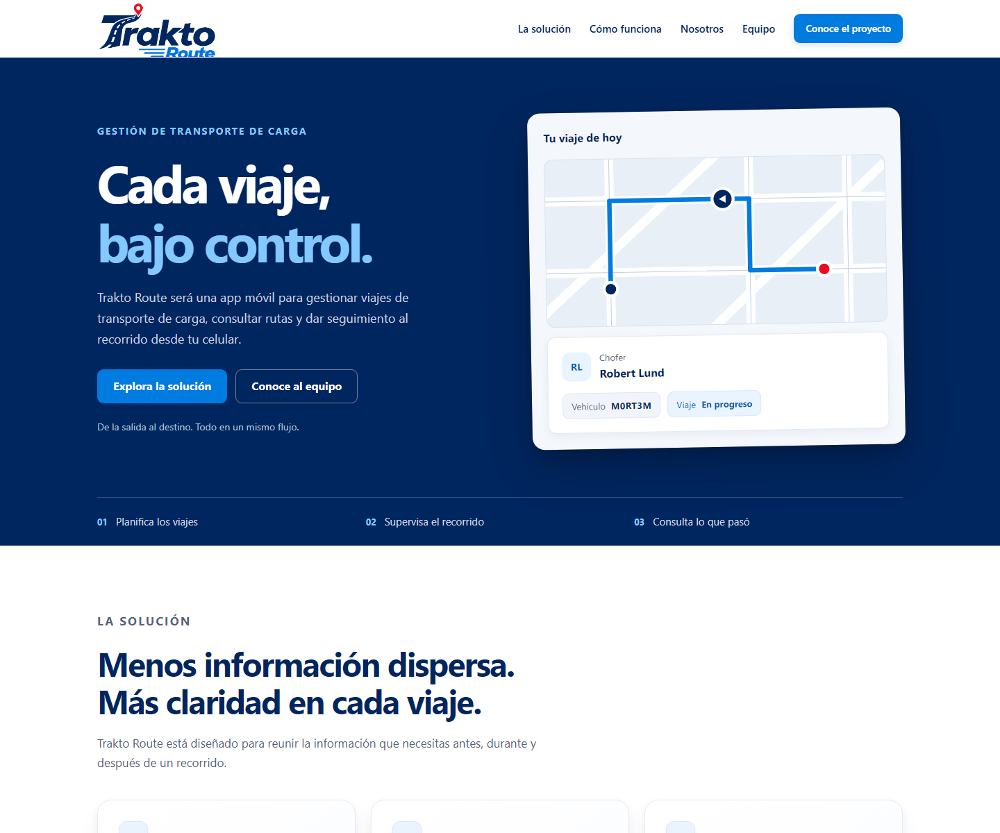 Trakto
Route
La solución
Cómo funciona
Nosotros
Equipo
Conoce el proyecto
GESTIÓN DE TRANSPORTE DE CARGA
Cada viaje,
bajo control.
Trakto Route será una app móvil para gestionar viajes de
transporte de carga, consultar rutas y dar seguimiento al
recorrido desde tu celular.
Explora la solución
Conoce al equipo
De la salida al destino. Todo en un mismo flujo.
Tu viaje de hoy
RL
Chofer
Robert Lund
Vehículo M0RT3M
Viaje En progreso
01 Planifica los viajes
02 Supervisa el recorrido
03 Consulta lo que pasó
LA SOLUCIÓN
Menos información dispersa.
Más claridad en cada viaje.
Trakto Route está diseñado para reunir la información que necesitas antes, durante y
después de un recorrido.